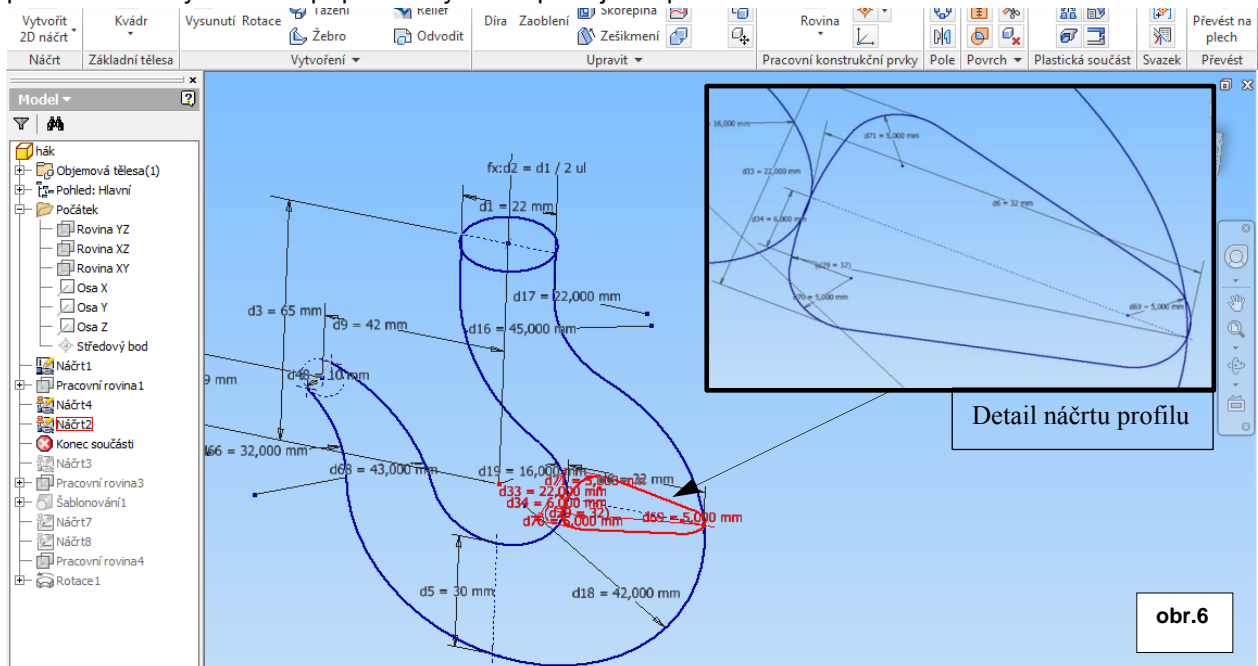 Vytvořit
2D náčrt
Kvádr
Vysunutí Rotace
Tažení
Reliéf
Žebro
Odvodit
Díra Zaoblení
Skořepina
Zešikmení
Rovina
Převést na
plech
Náčrt
Základní tělesa
Vytvoření
Upravit
Pracovní konstrukční prvky
Pole
Povrch
Plastická součást
Svazek
Převést
Model
hák
Objemová tělesa(1)
Pohled: Hlavní
Počátek
Rovina YZ
Rovina XZ
Rovina XY
Osa X
Osa Y
Osa Z
Středový bod
Náčrt1
Pracovní rovina1
Náčrt4
Náčrt2
Konec součásti
Náčrt3
Pracovní rovina3
Šablonování1
Náčrt7
Náčrt8
Pracovní rovina4
Rotace1
fx:d2 = d1 / 2 ul
d1 = 22 mm
d17 = 22,000 mm
d3 = 65 mm
d9 = 42 mm
d16 = 45,000 mm
d48 = 10 mm
9 mm
66 = 32,000 mm
d68 = 43,000 mm
d19 = 16,000 mm
d33 = 22,000 mm
d34 = 6,000 mm
(d29 = 32)
d70 = 5,000 mm
d69 = 5,000 mm
d5 = 30 mm
d18 = 42,000 mm
16,000 mm
d71 = 5,000 mm
d33 = 22,000 mm
d6 = 32 mm
d34 = 6,000 mm
(d29 = 32)
d70 = 5,000 mm
d69 = 5,000 mm
Detail náčrtu profilu
obr.6